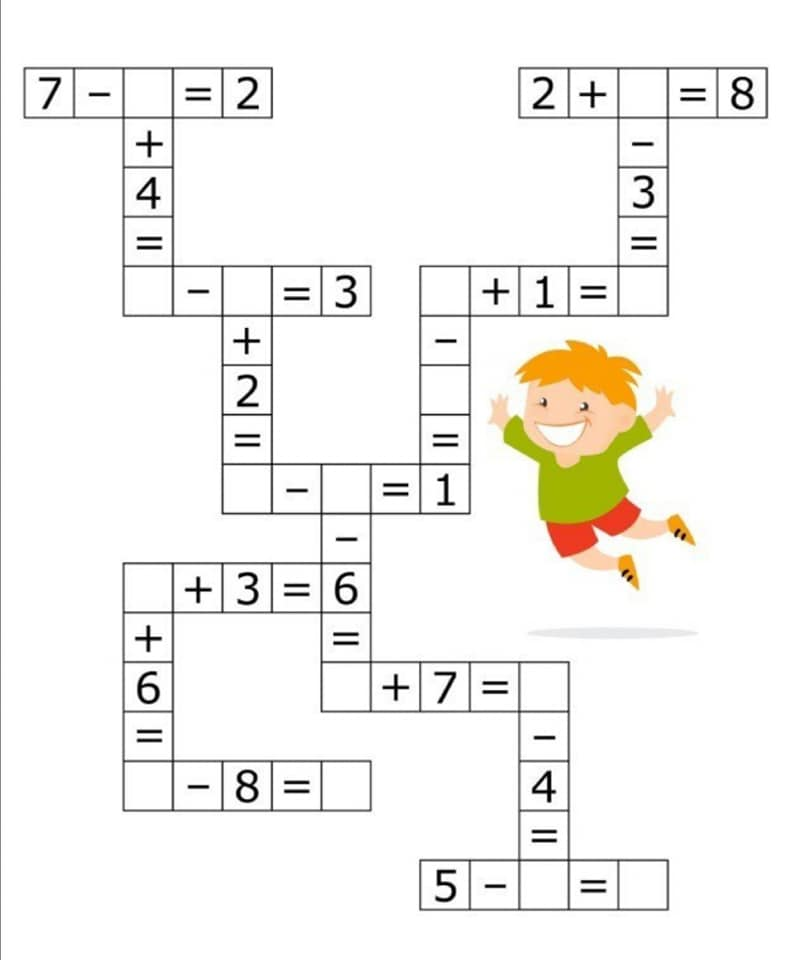 7 − = 2 2 + = 8
+ −
4 3
= =
− = 3 + 1 =
+ −
2
= =
− = 1
−
+ 3 = 6
+ =
6 + 7 =
= −
− 8 = 4
=
5 − =